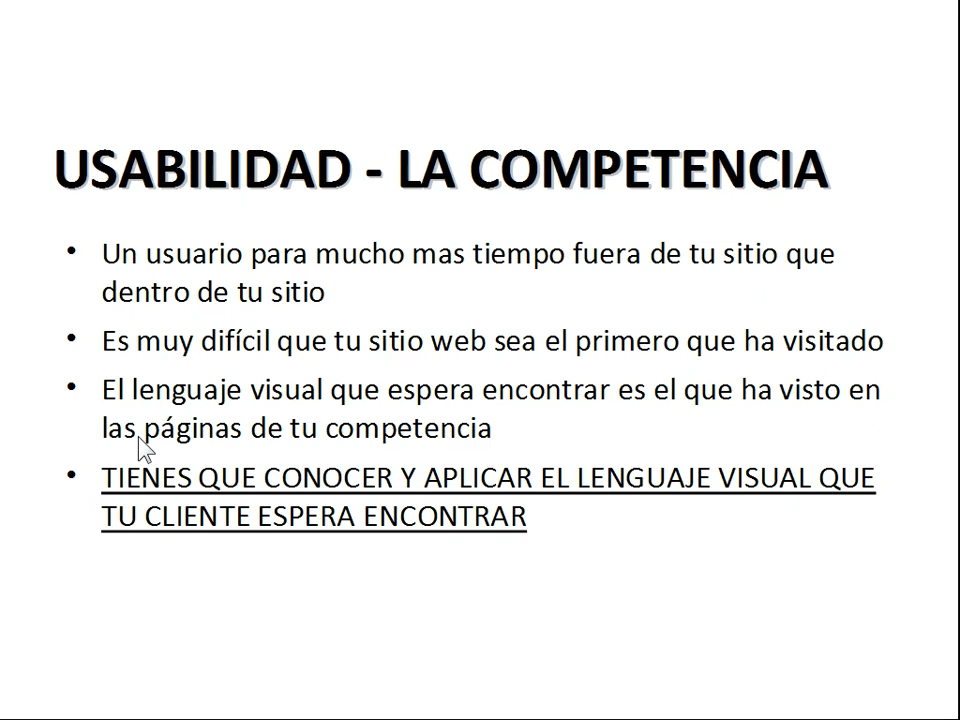 USABILIDAD - LA COMPETENCIA
• Un usuario para mucho mas tiempo fuera de tu sitio que
dentro de tu sitio
• Es muy difícil que tu sitio web sea el primero que ha visitado
• El lenguaje visual que espera encontrar es el que ha visto en
las páginas de tu competencia
• TIENES QUE CONOCER Y APLICAR EL LENGUAJE VISUAL QUE
TU CLIENTE ESPERA ENCONTRAR